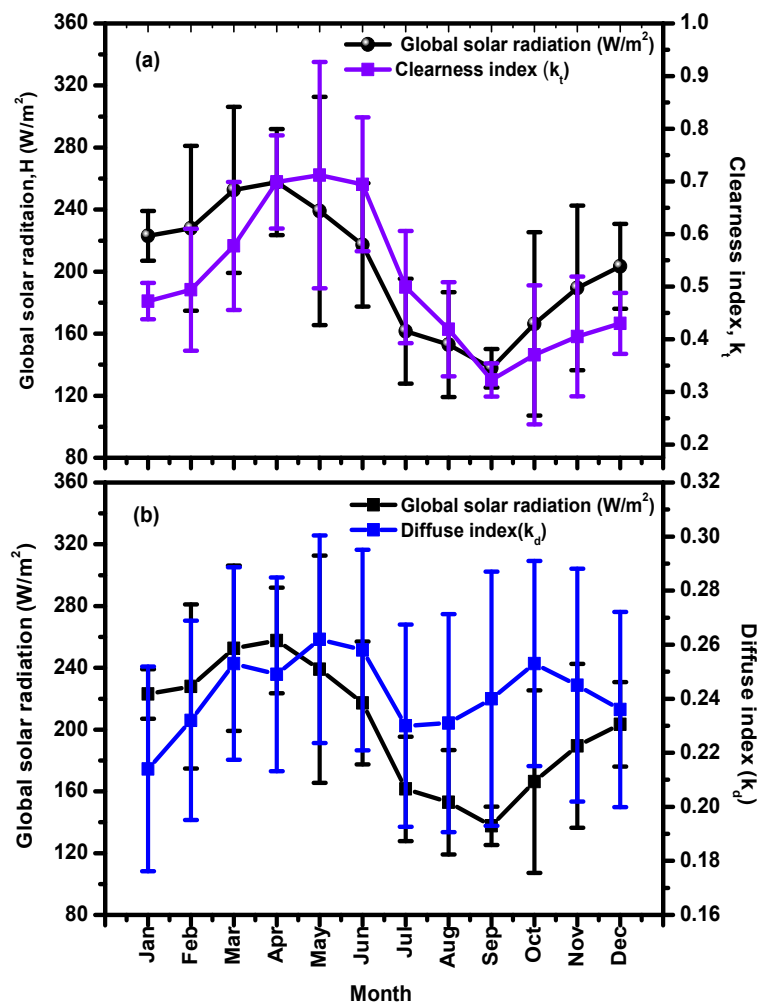 360
320
280
240
200
160
120
80
Global solar raditaion,H (W/m²)
(a)
Global solar radiation (W/m²)
Clearness index (kt)
1.0
0.9
0.8
0.7
0.6
0.5
0.4
0.3
0.2
Clearness index, kt
360
320
280
240
200
160
120
80
Global solar radiation (W/m²)
(b)
Global solar radiation (W/m²)
Diffuse index(kd)
0.32
0.30
0.28
0.26
0.24
0.22
0.20
0.18
0.16
Diffuse index (kd)
Jan
Feb
Mar
Apr
May
Jun
Jul
Aug
Sep
Oct
Nov
Dec
Month